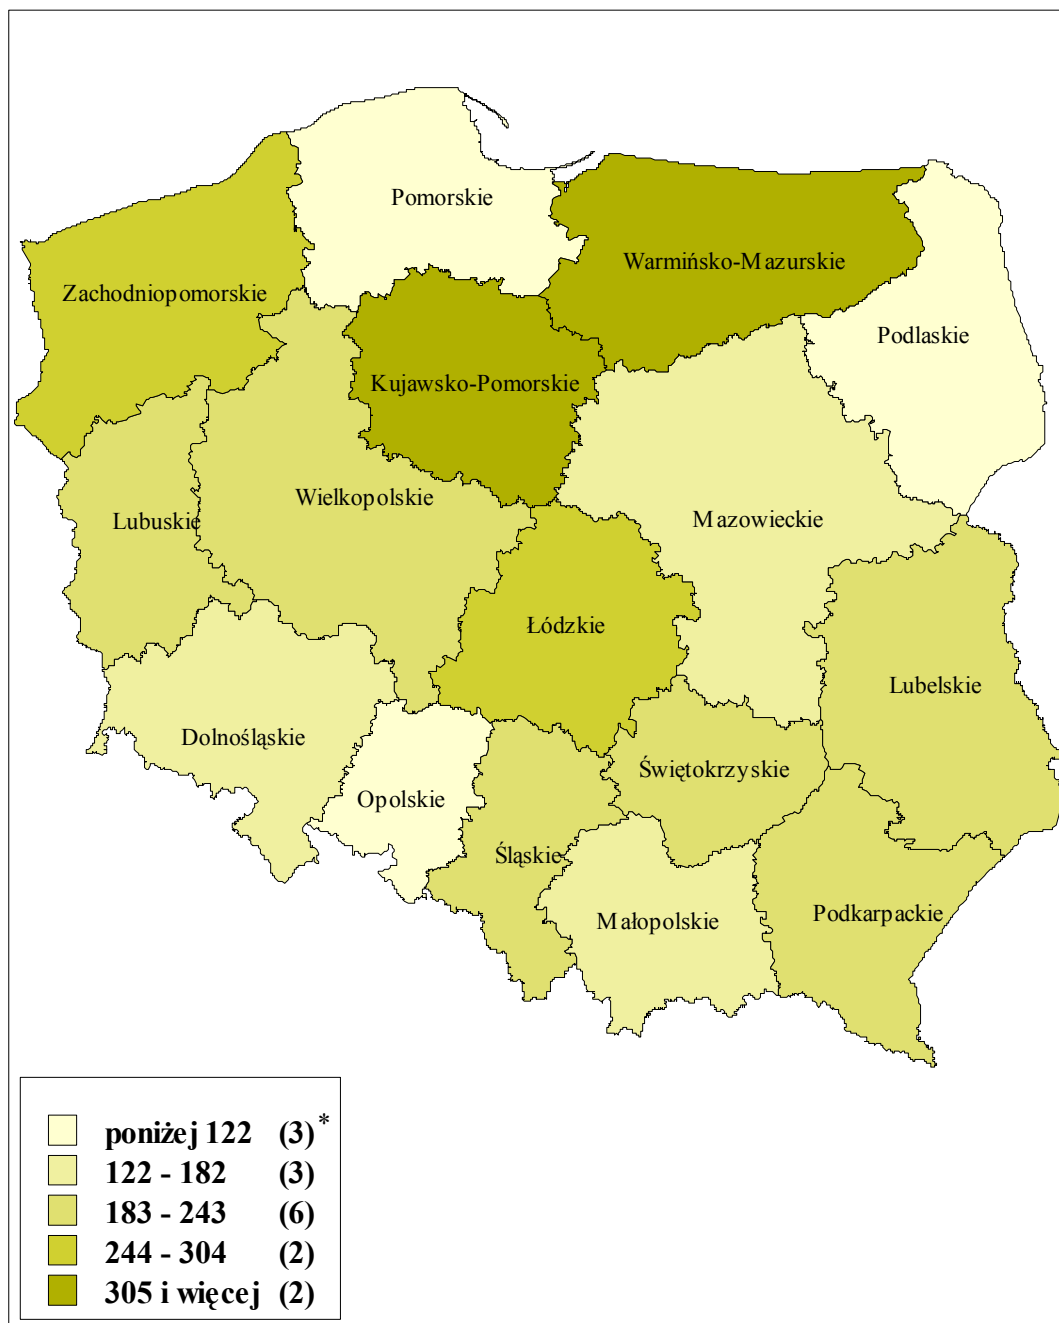 Pomorskie
Warmińsko-Mazurskie
Zachodniopomorskie
Podlaskie
Kujawsko-Pomorskie
Wielkopolskie
Lubuskie
Mazowieckie
Łódzkie
Lubelskie
Dolnośląskie
Świętokrzyskie
Opolskie
Śląskie
Podkarpackie
Małopolskie
poniżej 122 (3)*
122 - 182 (3)
183 - 243 (6)
244 - 304 (2)
305 i więcej (2)